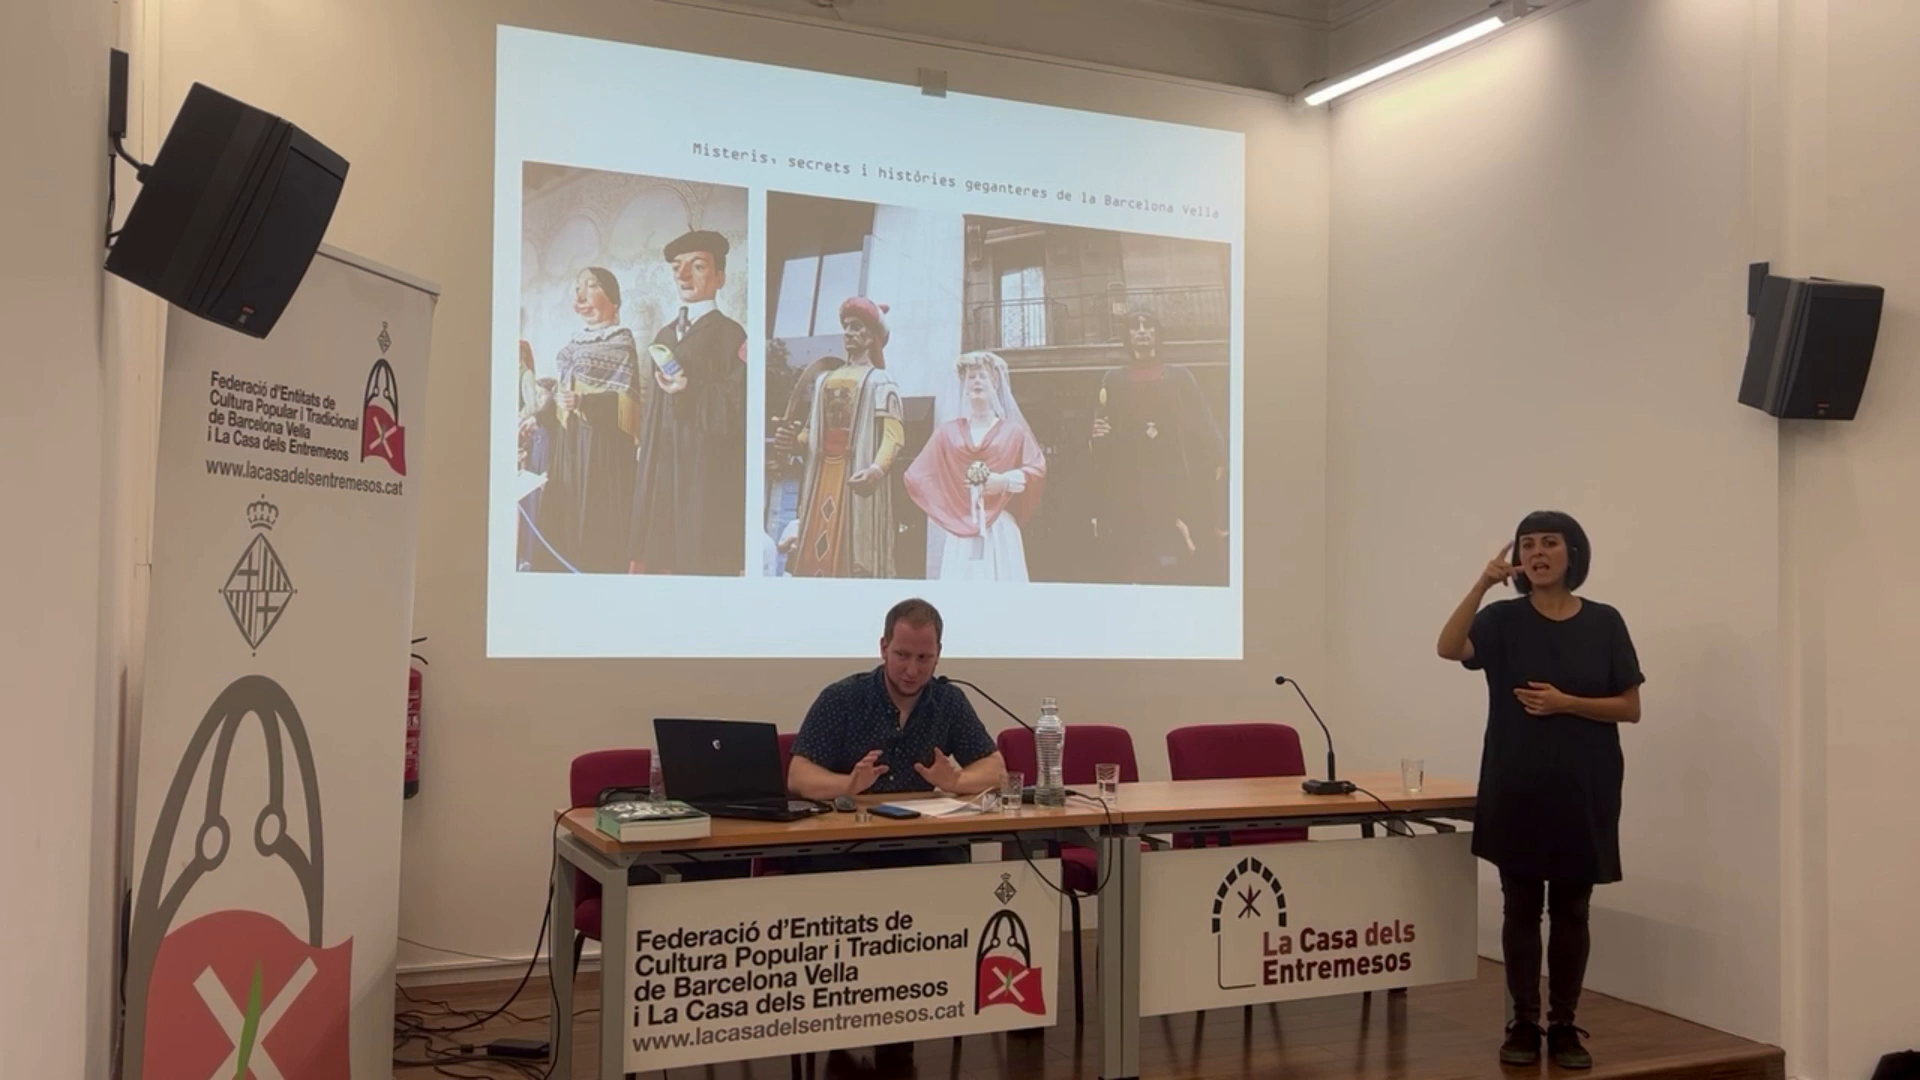 Misteris, secrets i històries geganteres de la Barcelona Vella
Federació d'Entitats de
Cultura Popular i Tradicional
de Barcelona Vella
i La Casa dels Entremesos
www.lacasadelsentremesos.cat
Federació d'Entitats de
Cultura Popular i Tradicional
de Barcelona Vella
i La Casa dels Entremesos
www.lacasadelsentremesos.cat
La Casa dels
Entremesos